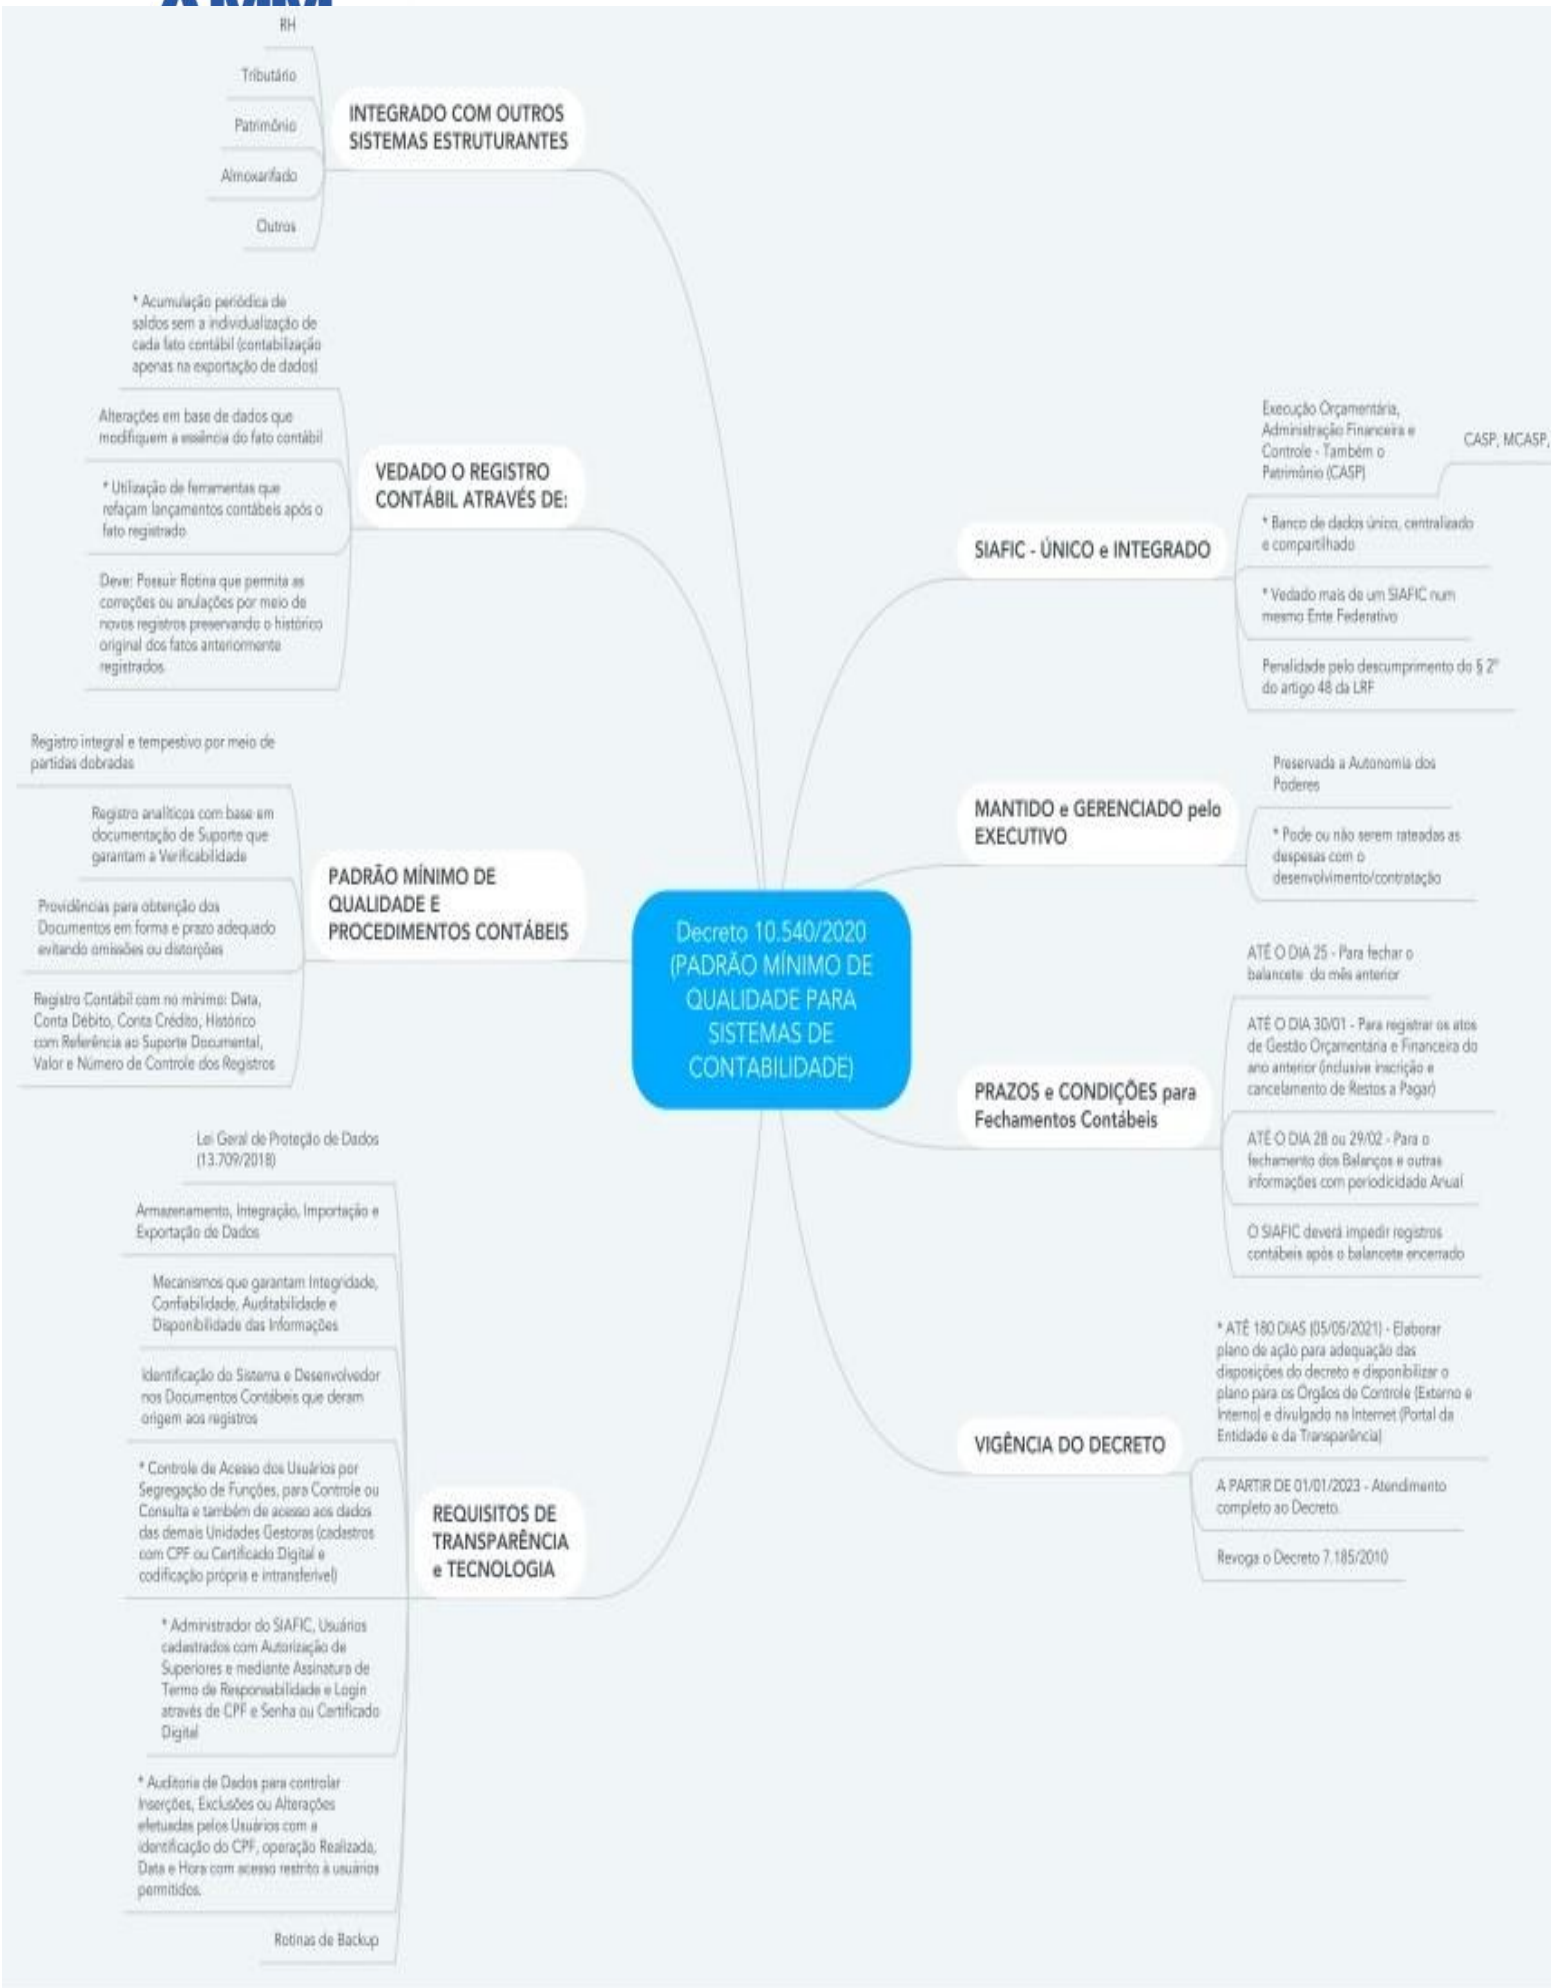 RH
Tributário
Patrimônio
Almoxarifado
Outros
INTEGRADO COM OUTROS
SISTEMAS ESTRUTURANTES
* Acumulação periódica de
saldos sem a individualização de
cada fato contábil (contabilização
apenas na exportação de dados)
Alterações em base de dados que
modifiquem a essência do fato contábil
* Utilização de ferramentas que
refaçam lançamentos contábeis após o
fato registrado
Deve: Possuir Rotina que permita as
correções ou anulações por meio de
novos registros preservando o histórico
original dos fatos anteriormente
registrados
VEDADO O REGISTRO
CONTÁBIL ATRAVÉS DE:
Registro integral e tempestivo por meio de
partidas dobradas
Registro analíticos com base em
documentação de Suporte que
garantam a Verificabilidade
Providências para obtenção dos
Documentos em forma e prazo adequado
evitando omissões ou distorções
Registro Contábil com no mínimo: Data,
Conta Débito, Conta Crédito, Histórico
com Referência ao Suporte Documental,
Valor e Número de Controle dos Registros
PADRÃO MÍNIMO DE
QUALIDADE E
PROCEDIMENTOS CONTÁBEIS
Lei Geral de Proteção de Dados
(13.709/2018)
Armazenamento, Integração, Importação e
Exportação de Dados
Mecanismos que garantam Integridade,
Confiabilidade, Auditabilidade e
Disponibilidade das Informações
Identificação do Sistema e Desenvolvedor
nos Documentos Contábeis que deram
origem aos registros
* Controle de Acesso dos Usuários por
Segregação de Funções, para Controle ou
Consulta e também de acesso aos dados
das demais Unidades Gestoras (cadastros
com CPF ou Certificado Digital e
codificação própria e intransferível)
* Administrador do SIAFIC, Usuários
cadastrados com Autorização de
Superiores e mediante Assinatura de
Termo de Responsabilidade e Login
através de CPF e Senha ou Certificado
Digital
* Auditoria de Dados para controlar
Inserções, Exclusões ou Alterações
efetuadas pelos Usuários com a
identificação do CPF, operação Realizada,
Data e Hora com acesso restrito à usuários
permitidos.
Rotinas de Backup
REQUISITOS DE
TRANSPARÊNCIA
e TECNOLOGIA
Decreto 10.540/2020
(PADRÃO MÍNIMO DE
QUALIDADE PARA
SISTEMAS DE
CONTABILIDADE)
SIAFIC - ÚNICO e INTEGRADO
Execução Orçamentária,
Administração Financeira e
Controle - Também o
Patrimônio (CASP)
CASP, MCASP,
* Banco de dados único, centralizado
e compartilhado
* Vedado mais de um SIAFIC num
mesmo Ente Federativo
Penalidade pelo descumprimento do § 2º
do artigo 48 da LRF
MANTIDO e GERENCIADO pelo
EXECUTIVO
Preservada a Autonomia dos
Poderes
* Pode ou não serem rateadas as
despesas com o
desenvolvimento/contratação
PRAZOS e CONDIÇÕES para
Fechamentos Contábeis
ATÉ O DIA 25 - Para fechar o
balancete do mês anterior
ATÉ O DIA 30/01 - Para registrar os atos
de Gestão Orçamentária e Financeira do
ano anterior (inclusive inscrição e
cancelamento de Restos a Pagar)
ATÉ O DIA 28 ou 29/02 - Para o
fechamento dos Balanços e outras
informações com periodicidade Anual
O SIAFIC deverá impedir registros
contábeis após o balancete encerrado
VIGÊNCIA DO DECRETO
* ATÉ 180 DIAS (05/05/2021) - Elaborar
plano de ação para adequação das
disposições do decreto e disponibilizar o
plano para os Órgãos de Controle (Externo e
Interno) e divulgado na Internet (Portal da
Entidade e da Transparência)
A PARTIR DE 01/01/2023 - Atendimento
completo ao Decreto.
Revoga o Decreto 7.185/2010